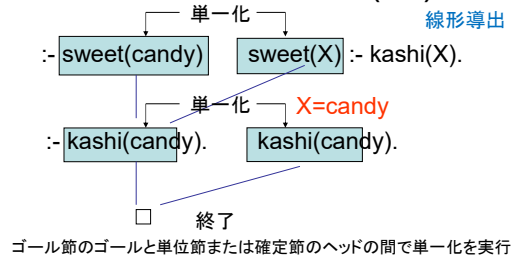 単一化
線形導出
:- sweet(candy) sweet(X) :- kashi(X).
単一化 X=candy
:- kashi(candy). kashi(candy).
□ 終了
ゴール節のゴールと単位節または確定節のヘッドの間で単一化を実行